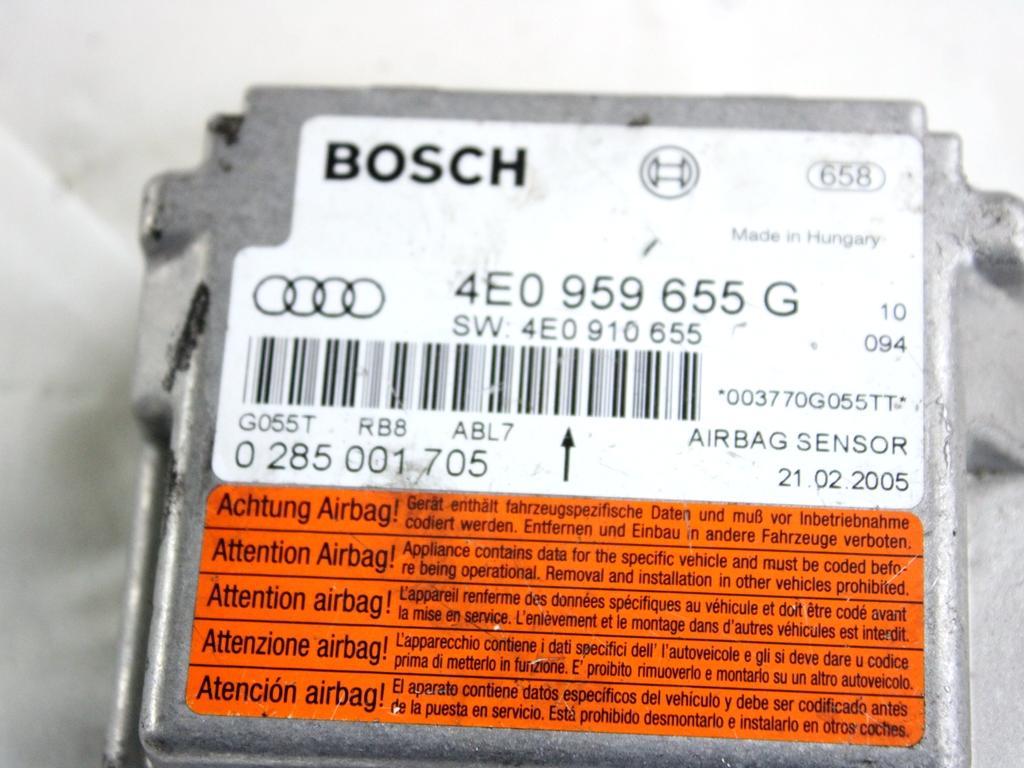 BOSCH
658
Made in Hungary
4E0 959 655 G
10
SW: 4E0 910 655
094
*003770G055TT*
G055T RB8 ABL7
AIRBAG SENSOR
0 285 001 705
21.02.2005
Achtung Airbag! Gerät enthält fahrzeugspezifische Daten und muß vor Inbetriebnahme
codiert werden. Entfernen und Einbau in andere Fahrzeuge verboten.
Attention Airbag! Appliance contains data for the specific vehicle and must be coded befo-
re being operational. Removal and installation in other vehicles prohibited.
Attention airbag! L'appareil renferme des données spécifiques au véhicule et doit être codé avant
la mise en service. L'enlèvement et le montage dans d'autres véhicules est interdit.
Attenzione airbag! L'apparecchio contiene i dati specifici dell' l'autoveicole e gli si deve dare u codice
prima di metterlo in funzione. E' proibito rimuoverlo e montarlo su un altro autoveicolo.
Atención airbag! El aparato contiene datos específicos del vehículo y debe ser codificado antes
de la puesta en servicio. Está prohibido desmontarlo e instalarlo en otros coches.